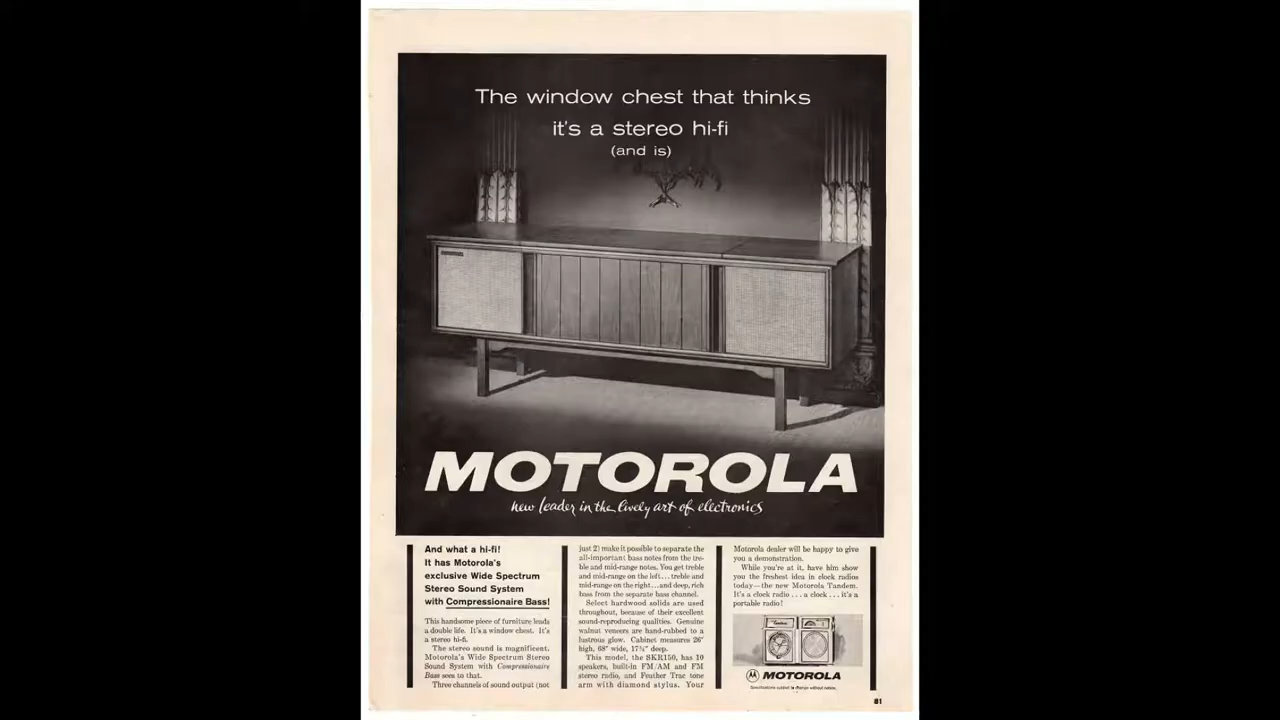 The window chest that thinks
it's a stereo hi-fi
(and is)
MOTOROLA
new leader in the lively art of electronics
And what a hi-fi!
It has Motorola's
exclusive Wide Spectrum
Stereo Sound System
with Compressionaire Bass!
This handsome piece of furniture leads
a double life. It's a window chest. It's
a stereo hi-fi.
The stereo sound is magnificent.
Motorola's Wide Spectrum Stereo
Sound System with Compressionaire
Bass sees to that.
Three channels of sound output (not
just 2) make it possible to separate the
all-important bass notes from the tre-
ble and mid-range notes. You get treble
and mid-range on the left...treble and
mid-range on the right...and deep, rich
bass from the separate bass channel.
Select hardwood solids are used
throughout, because of their excellent
sound-reproducing qualities. Genuine
walnut veneers are hand-rubbed to a
lustrous glow. Cabinet measures 26"
high, 68" wide, 17¾" deep.
This model, the SKR150, has 10
speakers, built-in FM/AM and FM
stereo radio, and Feather Trac tone
arm with diamond stylus. Your
Motorola dealer will be happy to give
you a demonstration.
While you're at it, have him show
you the freshest idea in clock radios
today—the new Motorola Tandem.
It's a clock radio . . . a clock . . . it's a
portable radio!
MOTOROLA
Specifications subject to change without notice.
81